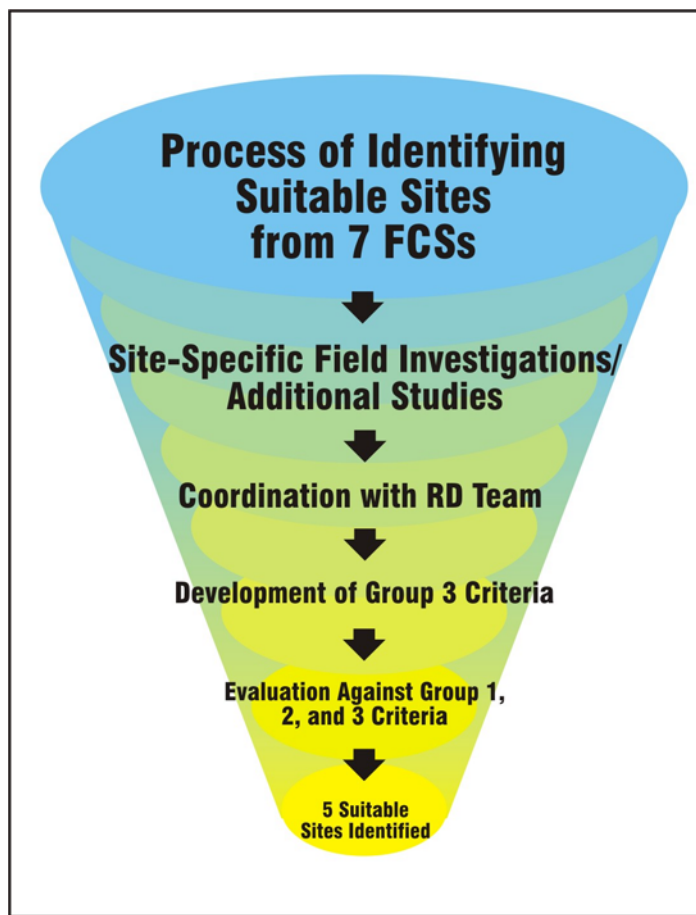 Process of Identifying
Suitable Sites
from 7 FCSs
Site-Specific Field Investigations/
Additional Studies
Coordination with RD Team
Development of Group 3 Criteria
Evaluation Against Group 1,
2, and 3 Criteria
5 Suitable
Sites Identified